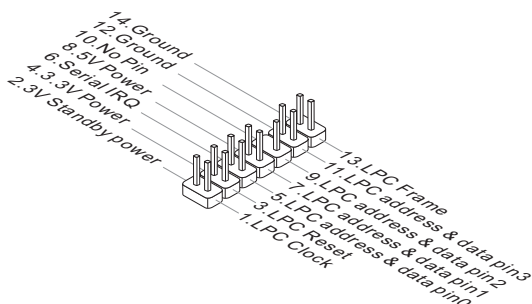 14.Ground
12.Ground
10.No Pin
8.5V Power
6.Serial IRQ
4.3.3V Power
2.3V Standby power
13.LPC Frame
11.LPC address & data pin3
9.LPC address & data pin2
7.LPC address & data pin1
5.LPC address & data pin0
3.LPC Reset
1.LPC Clock